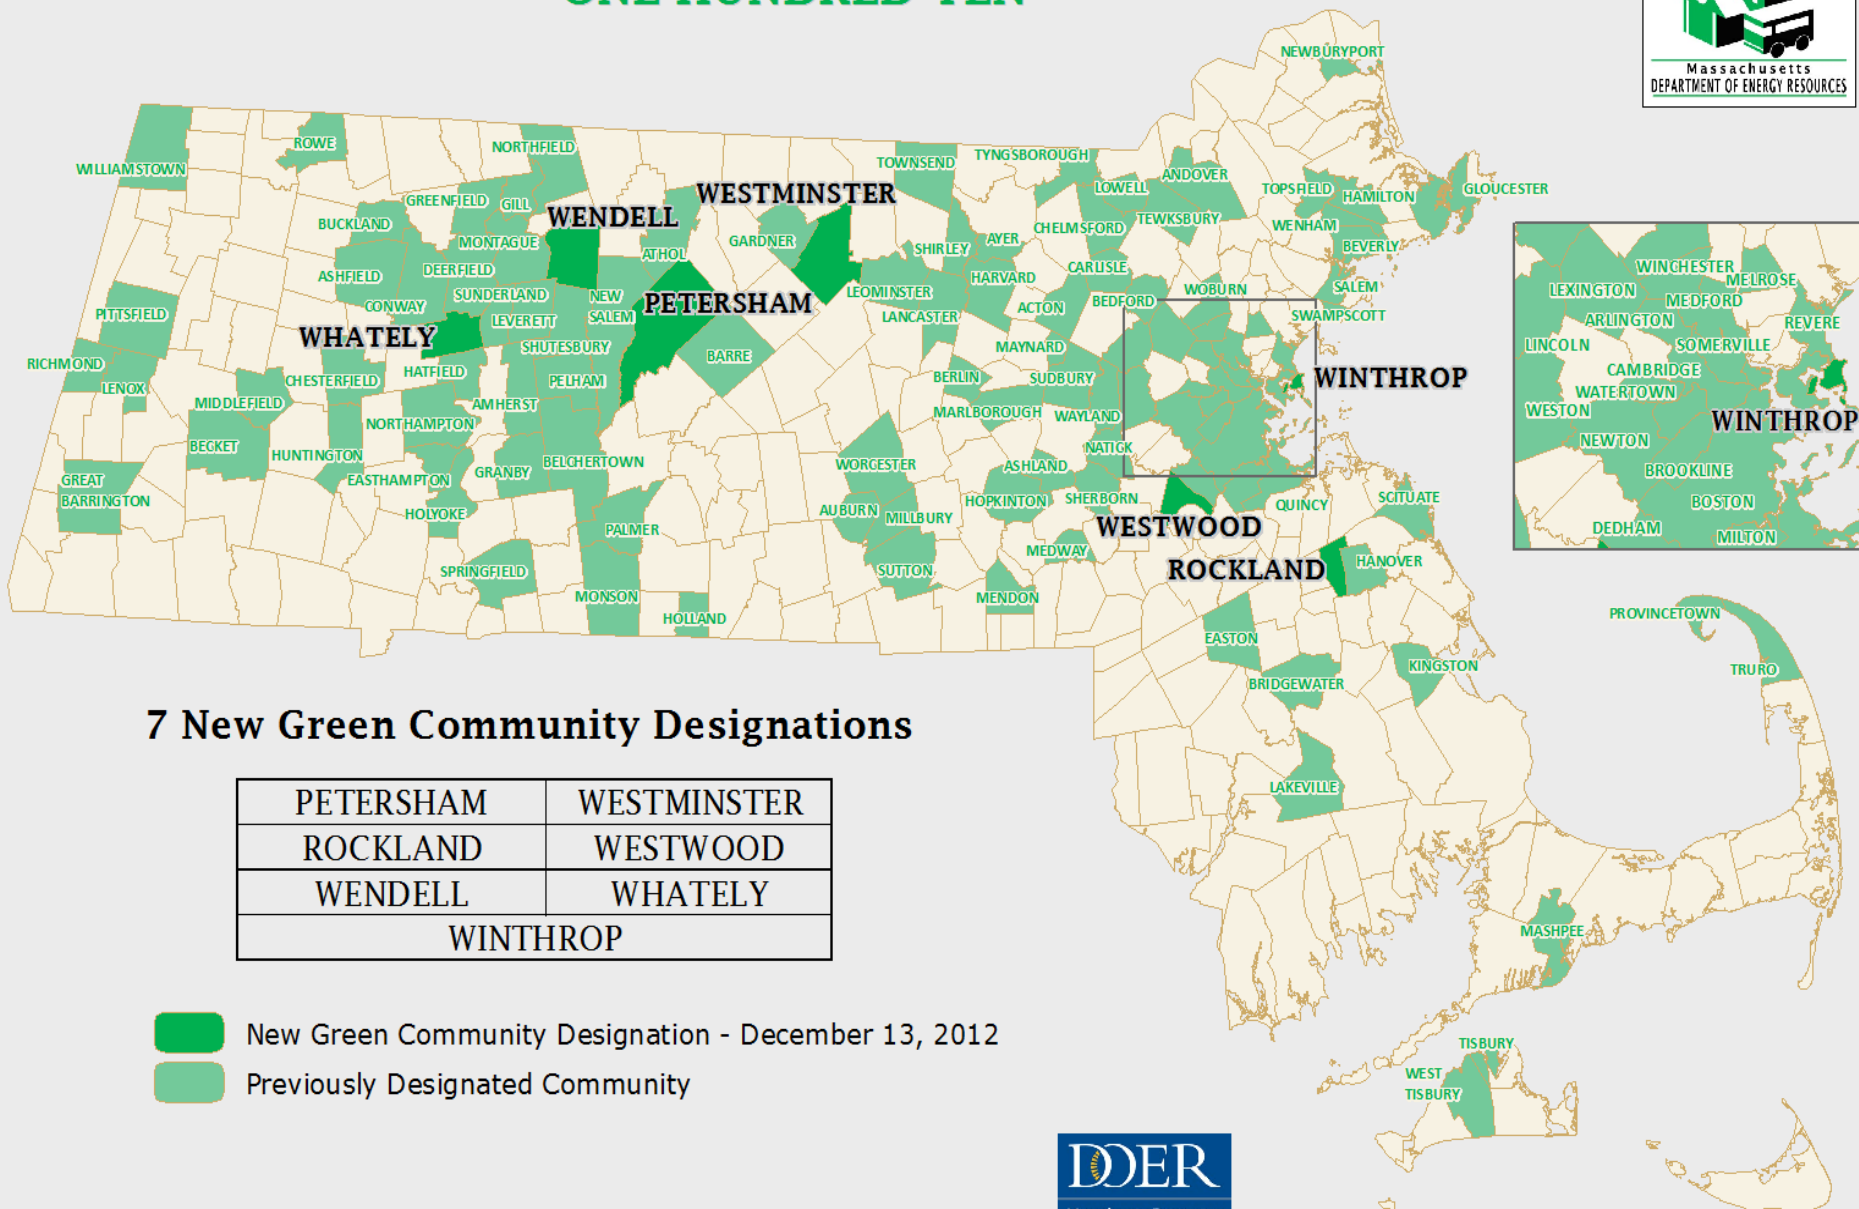 ONE HUNDRED TEN
Massachusetts
DEPARTMENT OF ENERGY RESOURCES
NEWBURYPORT
ROWE
NORTHFIELD
WILLIAMSTOWN
TOWNSEND
TYNGSBOROUGH
LOWELL
ANDOVER
TOPSFIELD
HAMILTON
GLOUCESTER
GREENFIELD
GILL
WENDELL
WESTMINSTER
BUCKLAND
MONTAGUE
ATHOL
GARDNER
SHIRLEY
AYER
CHELMSFORD
TEWKSBURY
WENHAM
BEVERLY
ASHFIELD
DEERFIELD
HARVARD
CARLISLE
CONWAY
SUNDERLAND
NEW
SALEM
PETERSHAM
LEOMINSTER
LANCASTER
ACTON
BEDFORD
WOBURN
SALEM
SWAMPSCOTT
PITTSFIELD
WHATELY
LEVERETT
SHUTESBURY
BARRE
MAYNARD
RICHMOND
LENOX
CHESTERFIELD
HATFIELD
PELHAM
BERLIN
SUDBURY
WINTHROP
MIDDLEFIELD
AMHERST
NORTHAMPTON
MARLBOROUGH
WAYLAND
BECKET
HUNTINGTON
EASTHAMPTON
GRANBY
BELCHERTOWN
WORCESTER
ASHLAND
NATICK
GREAT
BARRINGTON
HOLYOKE
PALMER
AUBURN
MILLBURY
HOPKINTON
SHERBORN
QUINCY
SCITUATE
WESTWOOD
SPRINGFIELD
SUTTON
MEDWAY
ROCKLAND
HANOVER
MONSON
HOLLAND
MENDON
EASTON
KINGSTON
BRIDGEWATER
LAKEVILLE
PROVINCETOWN
TRURO
MASHPEE
TISBURY
WEST
TISBURY
WINCHESTER
MELROSE
LEXINGTON
MEDFORD
ARLINGTON
REVERE
LINCOLN
SOMERVILLE
CAMBRIDGE
WATERTOWN
WESTON
WINTHROP
NEWTON
BROOKLINE
BOSTON
DEDHAM
MILTON
7 New Green Community Designations
PETERSHAM WESTMINSTER
ROCKLAND WESTWOOD
WENDELL WHATELY
WINTHROP
New Green Community Designation - December 13, 2012
Previously Designated Community
DOER